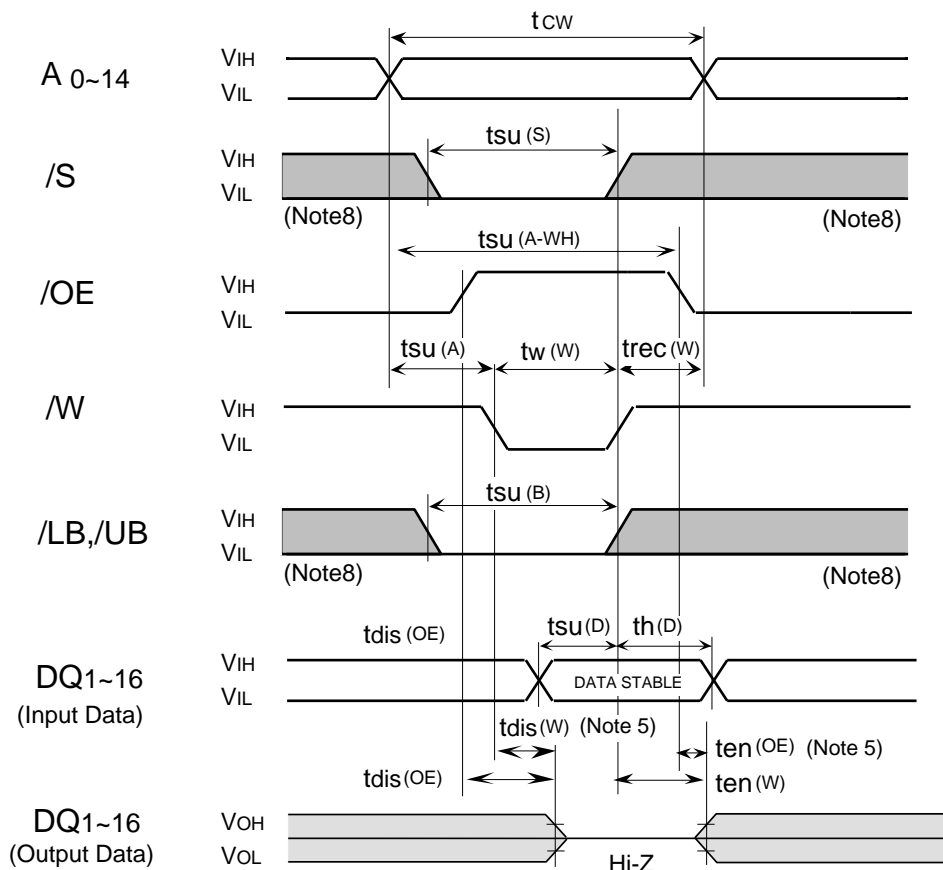 tCW
A 0~14
VIH
VIL
tsu (S)
/S
VIH
VIL
(Note8)
(Note8)
tsu (A-WH)
/OE
VIH
VIL
tsu (A)
tw (W)
trec (W)
/W
VIH
VIL
tsu (B)
/LB,/UB
VIH
VIL
(Note8)
(Note8)
tdis (OE)
tsu (D)
th (D)
DQ1~16
(Input Data)
VIH
VIL
DATA STABLE
tdis (W) (Note 5)
ten (OE) (Note 5)
tdis (OE)
ten (W)
DQ1~16
(Output Data)
VOH
VOL
Hi-Z